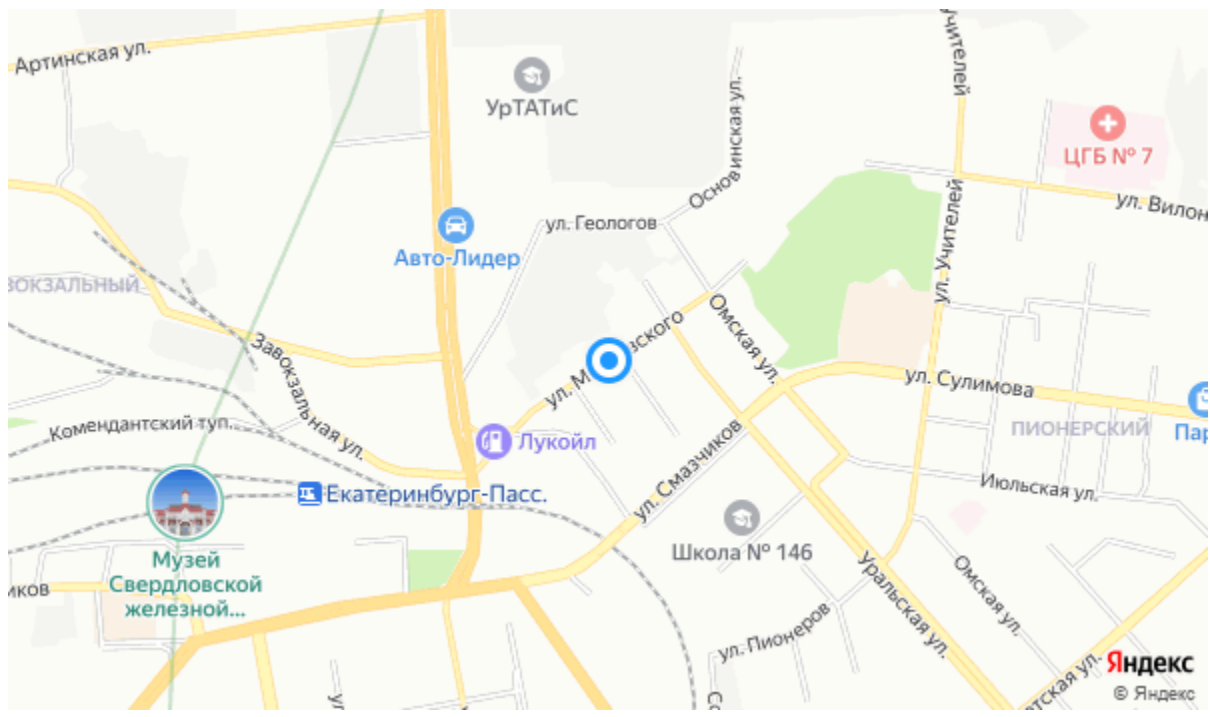 Артинская ул.
УрТАТиС
Основинская ул.
ул. Геологов
Учителей
ЦГБ № 7
ул. Вилон
ул. Учителей
Авто-Лидер
ВОКЗАЛЬНЫЙ
Завокзальная ул.
Омская ул.
ул. Сулимова
ПИОНЕРСКИЙ
Пар
Комендантский туп.
Лукойл
ул. Смазчиков
Июльская ул.
Екатеринбург-Пасс.
Школа № 146
Музей
Свердловской
железной...
иков
Уральская ул.
Омская ул.
ул. Пионеров
ул
Яндекс
© Яндекс